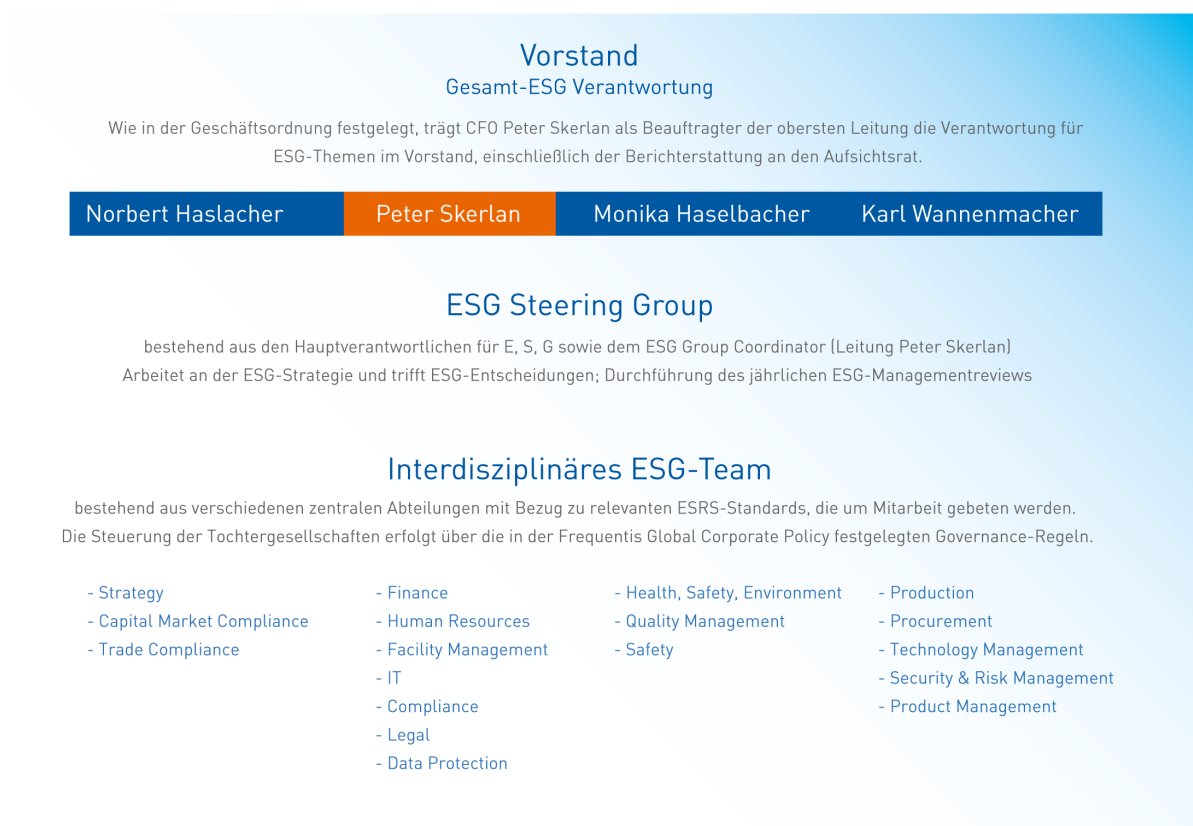 Vorstand
Gesamt-ESG Verantwortung
Wie in der Geschäftsordnung festgelegt, trägt CFO Peter Skerlan als Beauftragter der obersten Leitung die Verantwortung für
ESG-Themen im Vorstand, einschließlich der Berichterstattung an den Aufsichtsrat.
Norbert Haslacher Peter Skerlan Monika Haselbacher Karl Wannenmacher
ESG Steering Group
bestehend aus den Hauptverantwortlichen für E, S, G sowie dem ESG Group Coordinator (Leitung Peter Skerlan)
Arbeitet an der ESG-Strategie und trifft ESG-Entscheidungen; Durchführung des jährlichen ESG-Managementreviews
Interdisziplinäres ESG-Team
bestehend aus verschiedenen zentralen Abteilungen mit Bezug zu relevanten ESRS-Standards, die um Mitarbeit gebeten werden.
Die Steuerung der Tochtergesellschaften erfolgt über die in der Frequentis Global Corporate Policy festgelegten Governance-Regeln.
- Strategy
- Capital Market Compliance
- Trade Compliance
- Finance
- Human Resources
- Facility Management
- IT
- Compliance
- Legal
- Data Protection
- Health, Safety, Environment
- Quality Management
- Safety
- Production
- Procurement
- Technology Management
- Security & Risk Management
- Product Management